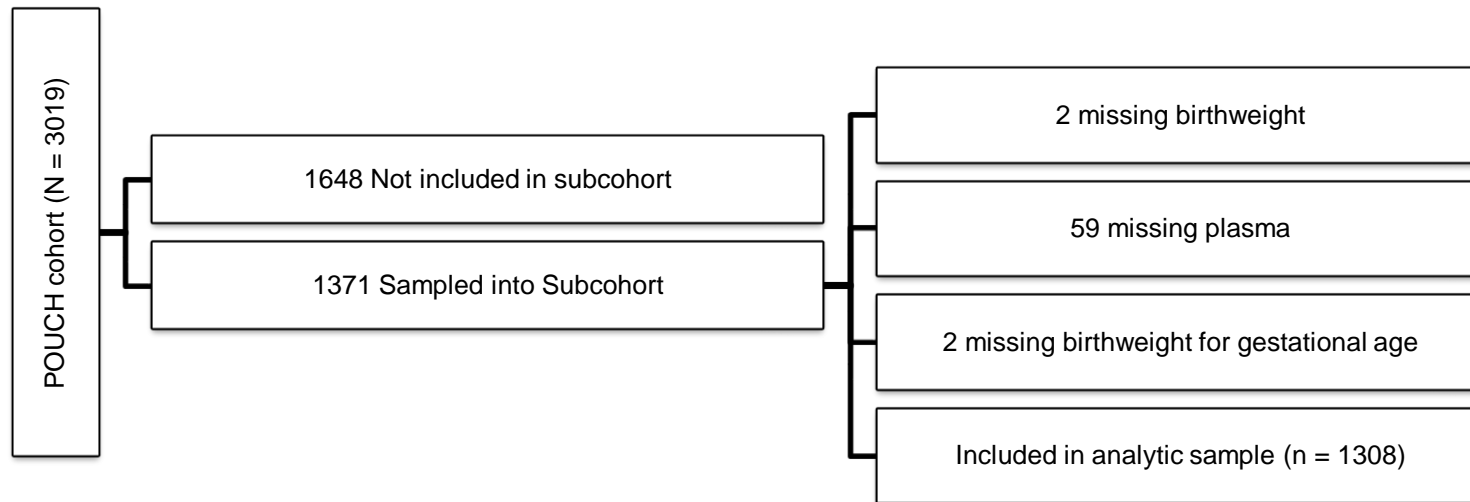 POUCH cohort (N = 3019)
1648 Not included in subcohort
1371 Sampled into Subcohort
2 missing birthweight
59 missing plasma
2 missing birthweight for gestational age
Included in analytic sample (n = 1308)